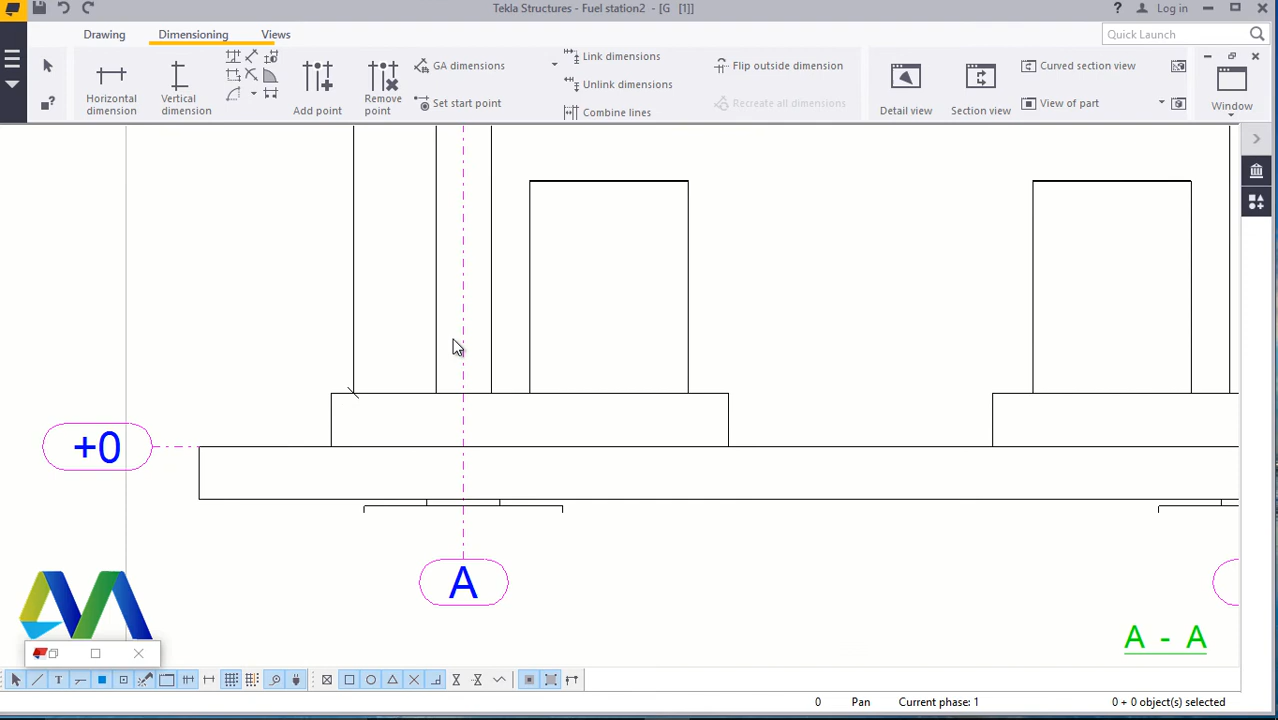 Tekla Structures - Fuel station2 - [G [1]]
Log in
Drawing
Dimensioning
Views
Quick Launch
Horizontal dimension
Vertical dimension
Add point
Remove point
GA dimensions
Set start point
Link dimensions
Unlink dimensions
Combine lines
Flip outside dimension
Recreate all dimensions
Detail view
Section view
Curved section view
View of part
Window
+0
A
A - A
0
Pan
Current phase: 1
0 + 0 object(s) selected